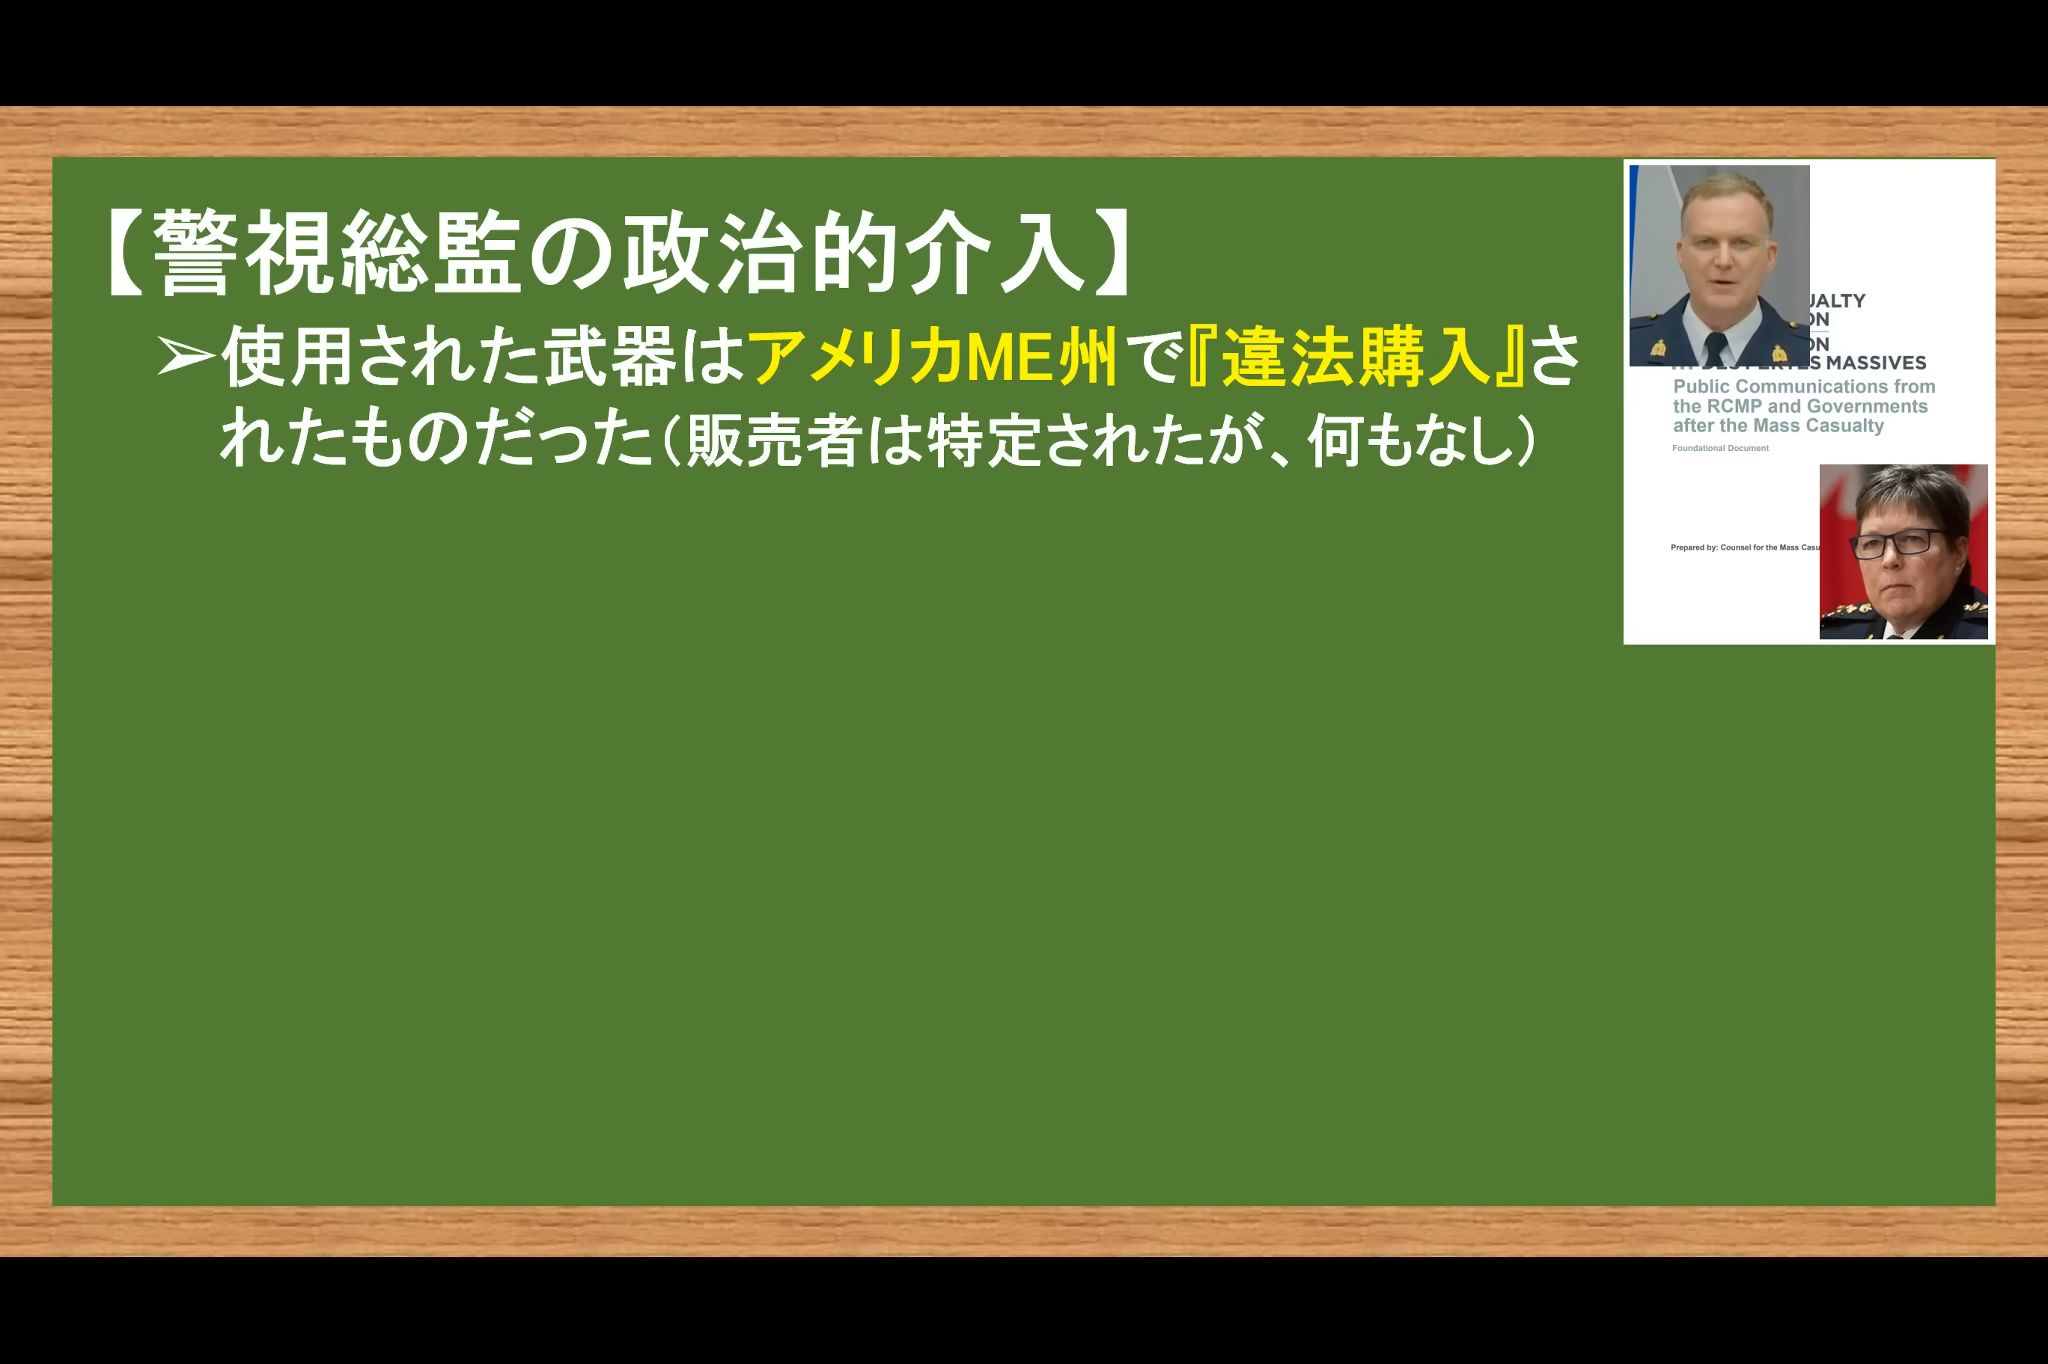 【警視総監の政治的介入】
➢使用された武器はアメリカME州で『違法購入』さ
れたものだった（販売者は特定されたが、何もなし）
UALTY
ON
ON
MASSIVES
Public Communications from
the RCMP and Governments
after the Mass Casualty
Foundational Document
Prepared by: Counsel for the Mass Casu